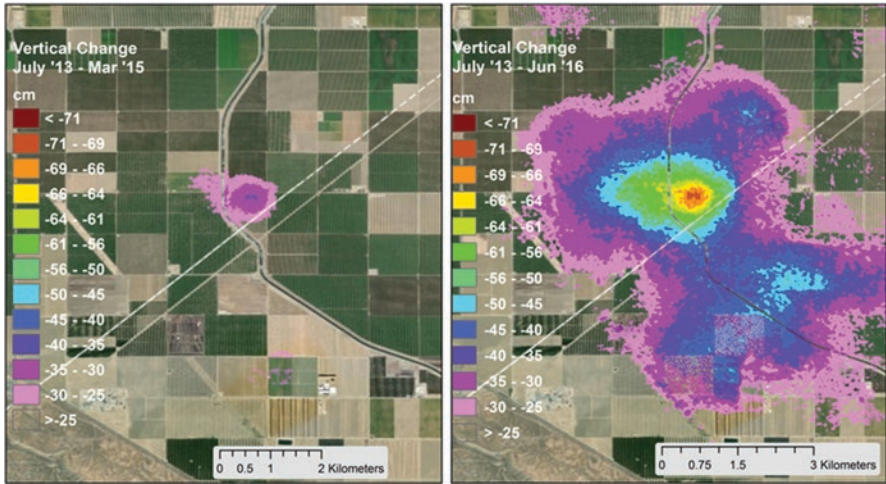 Vertical Change
July '13 - Mar '15
cm
< -71
-71 - -69
-69 - -66
-66 - -64
-64 - -61
-61 - -56
-56 - -50
-50 - -45
-45 - -40
-40 - -35
-35 - -30
-30 - -25
> -25
0 0.5 1 2 Kilometers
Vertical Change
July '13 - Jun '16
cm
< -71
-71 - -69
-69 - -66
-66 - -64
-64 - -61
-61 - -56
-56 - -50
-50 - -45
-45 - -40
-40 - -35
-35 - -30
-30 - -25
> -25
0 0.75 1.5 3 Kilometers